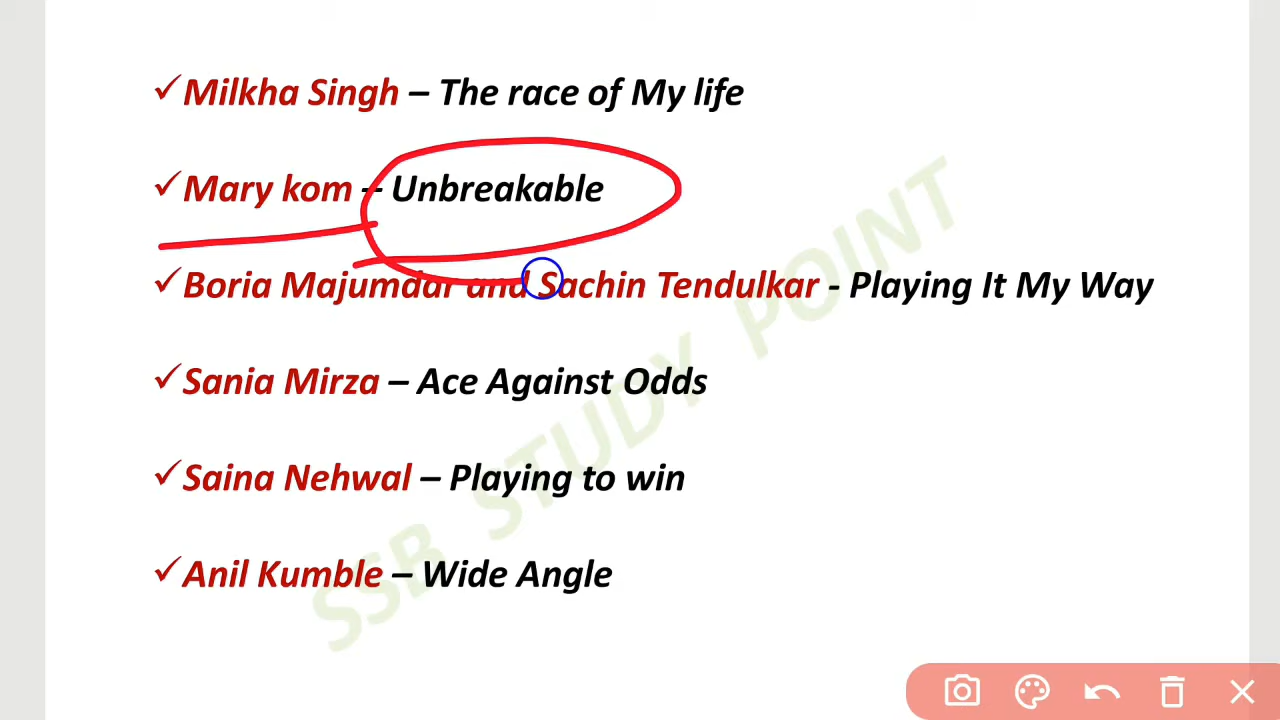 ✓Milkha Singh – The race of My life
✓Mary kom – Unbreakable
✓Boria Majumdar and Sachin Tendulkar - Playing It My Way
✓Sania Mirza – Ace Against Odds
✓Saina Nehwal – Playing to win
✓Anil Kumble – Wide Angle
SSB STUDY POINT